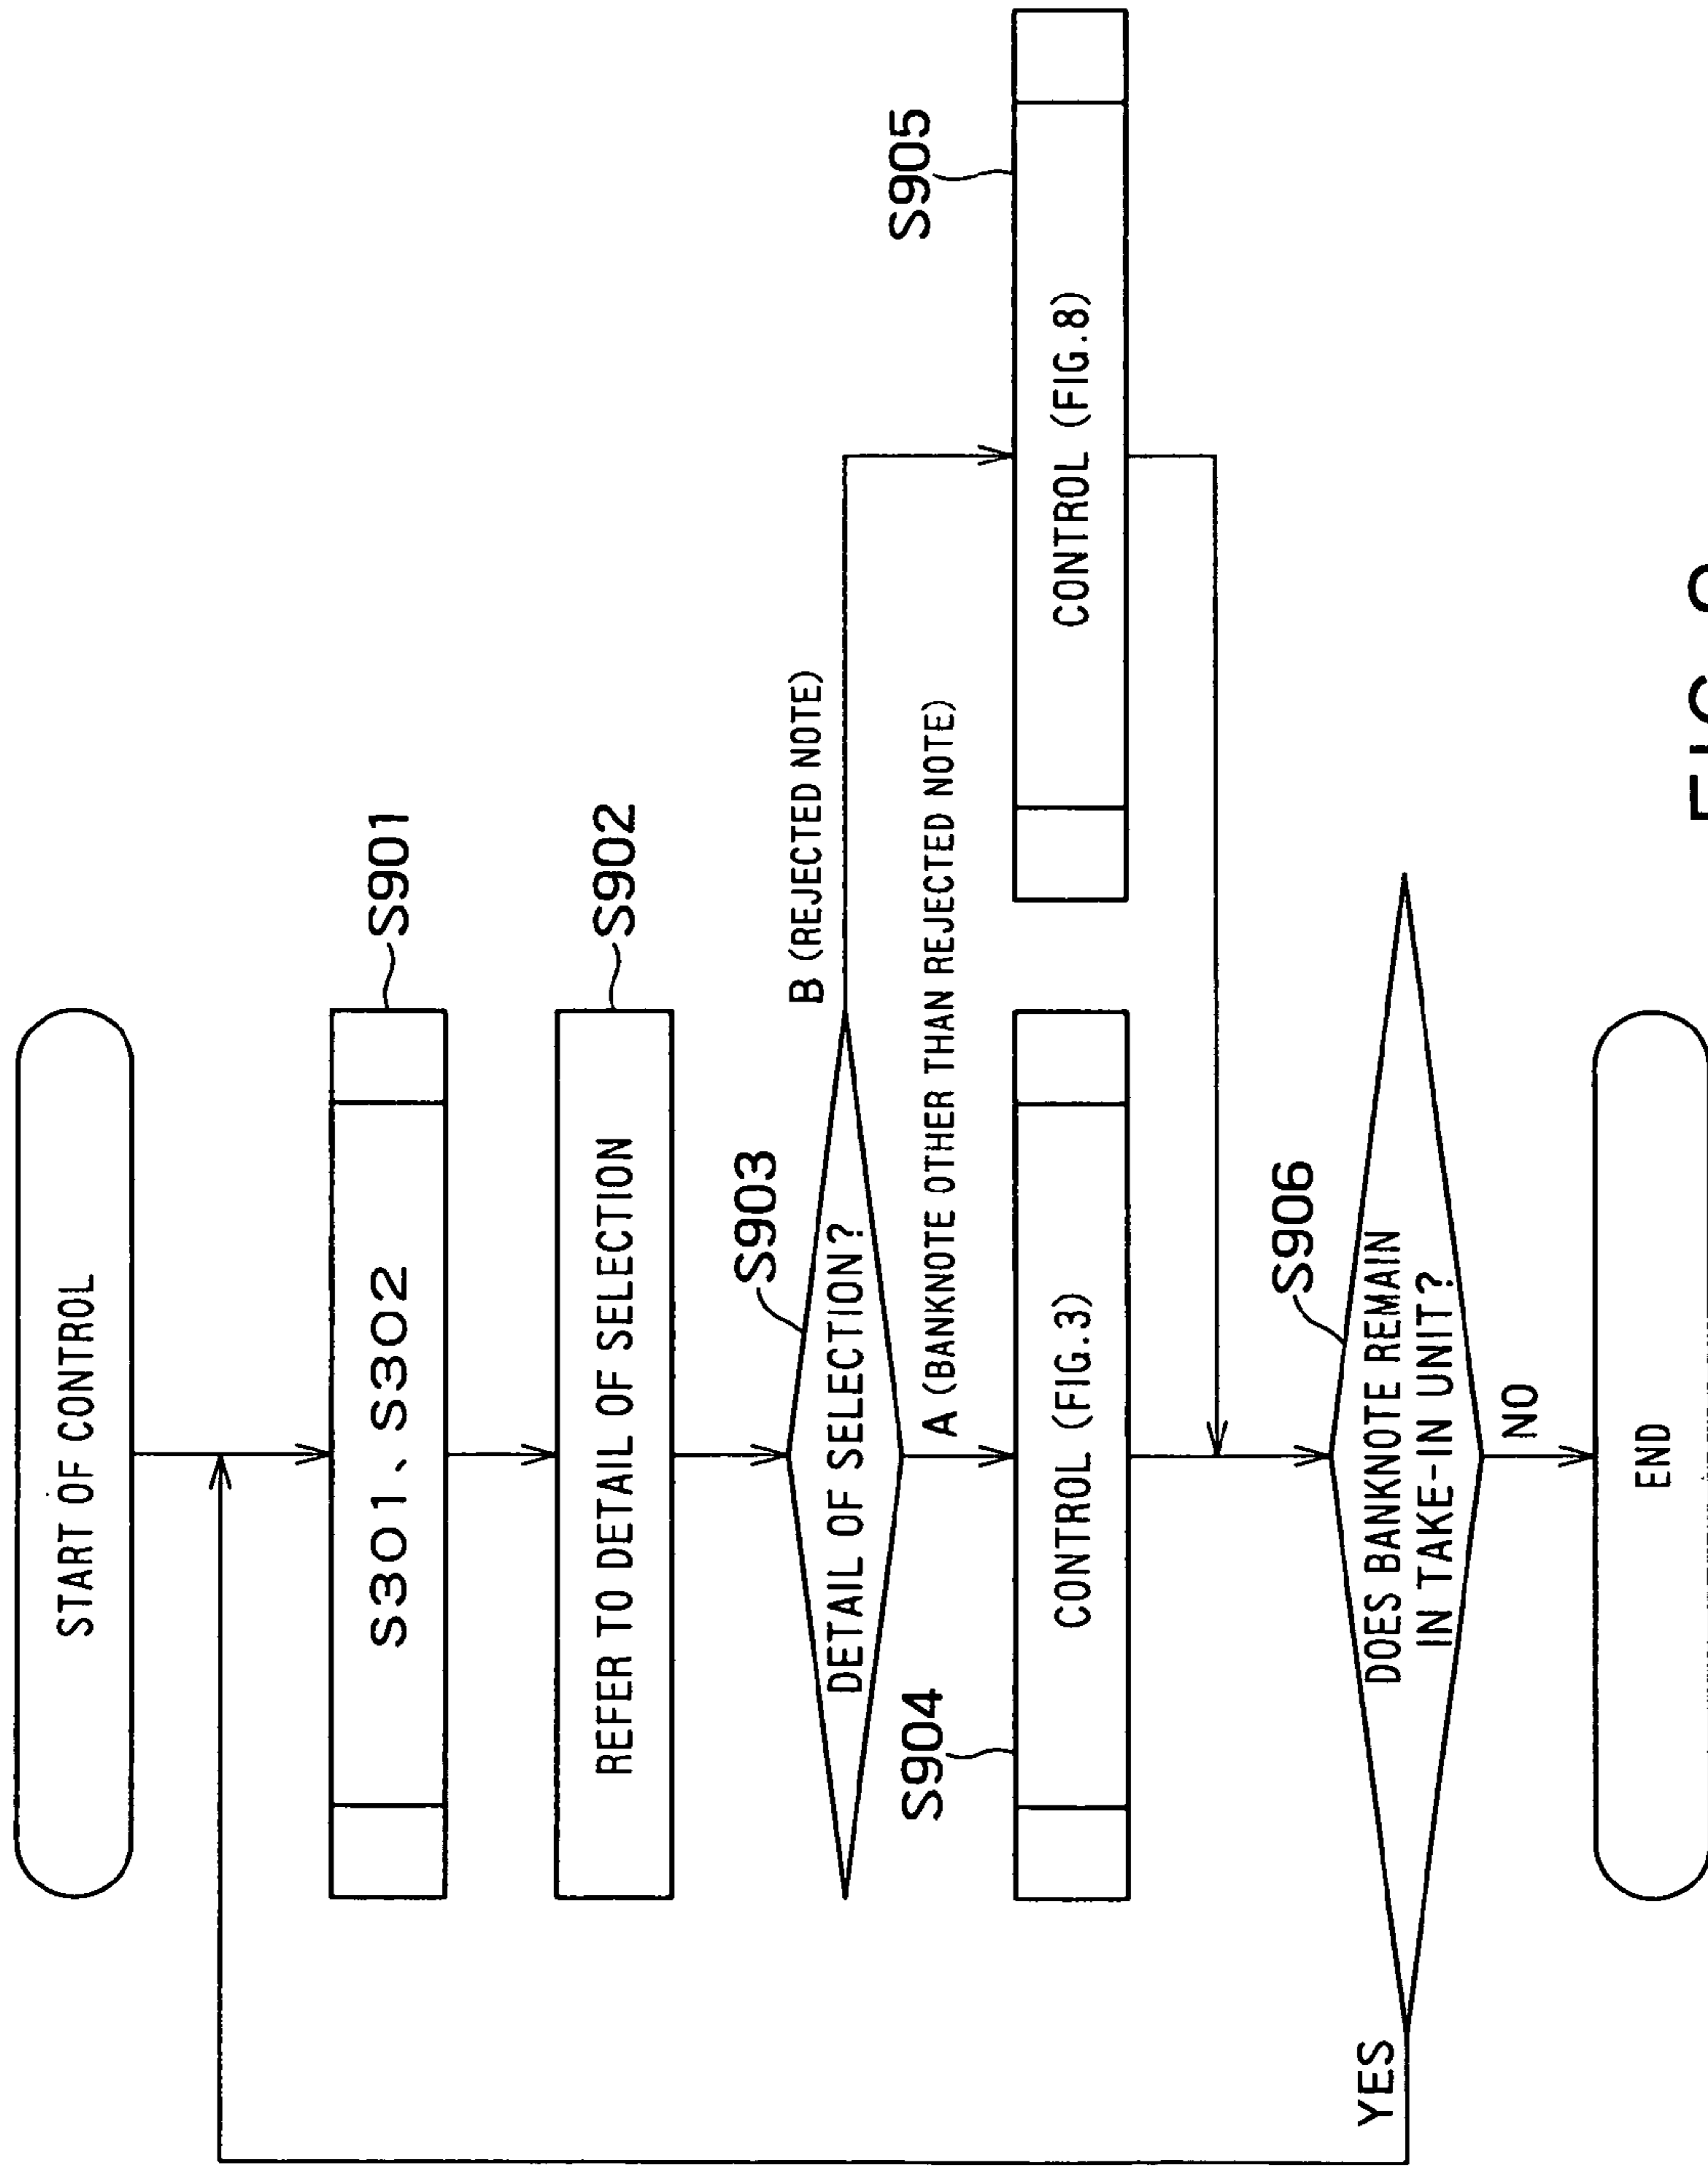 START OF CONTROL
S901
S301、S302
S902
REFER TO DETAIL OF SELECTION
S903
DETAIL OF SELECTION?
B (REJECTED NOTE)
A (BANKNOTE OTHER THAN REJECTED NOTE)
S904
CONTROL (FIG.3)
S905
CONTROL (FIG.8)
S906
DOES BANKNOTE REMAIN
IN TAKE-IN UNIT?
YES
NO
END